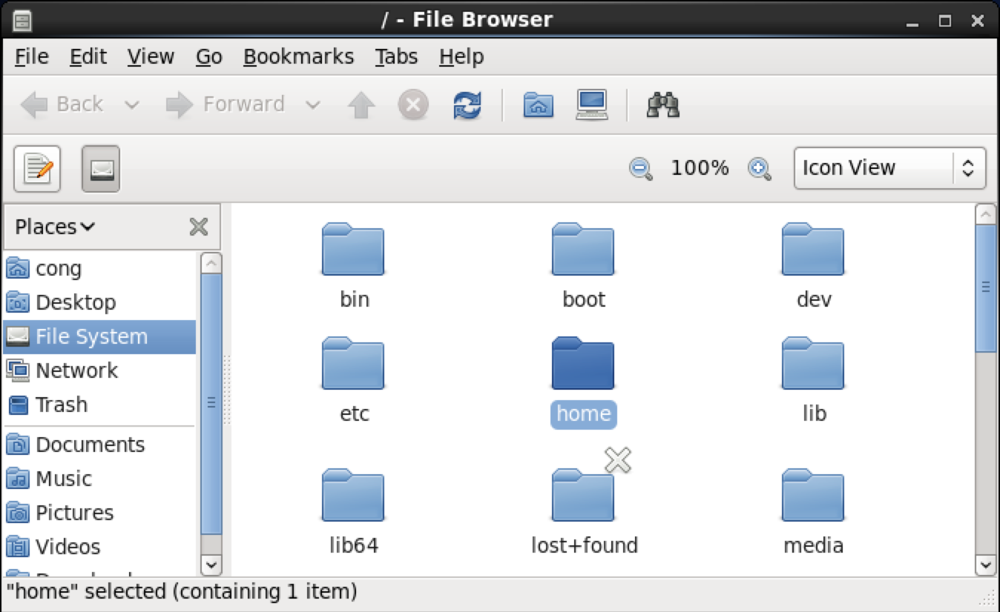 / - File Browser
File Edit View Go Bookmarks Tabs Help
Back Forward
100% Icon View
Places
cong
Desktop
File System
Network
Trash
Documents
Music
Pictures
Videos
bin boot dev
etc home lib
lib64 lost+found media
"home" selected (containing 1 item)